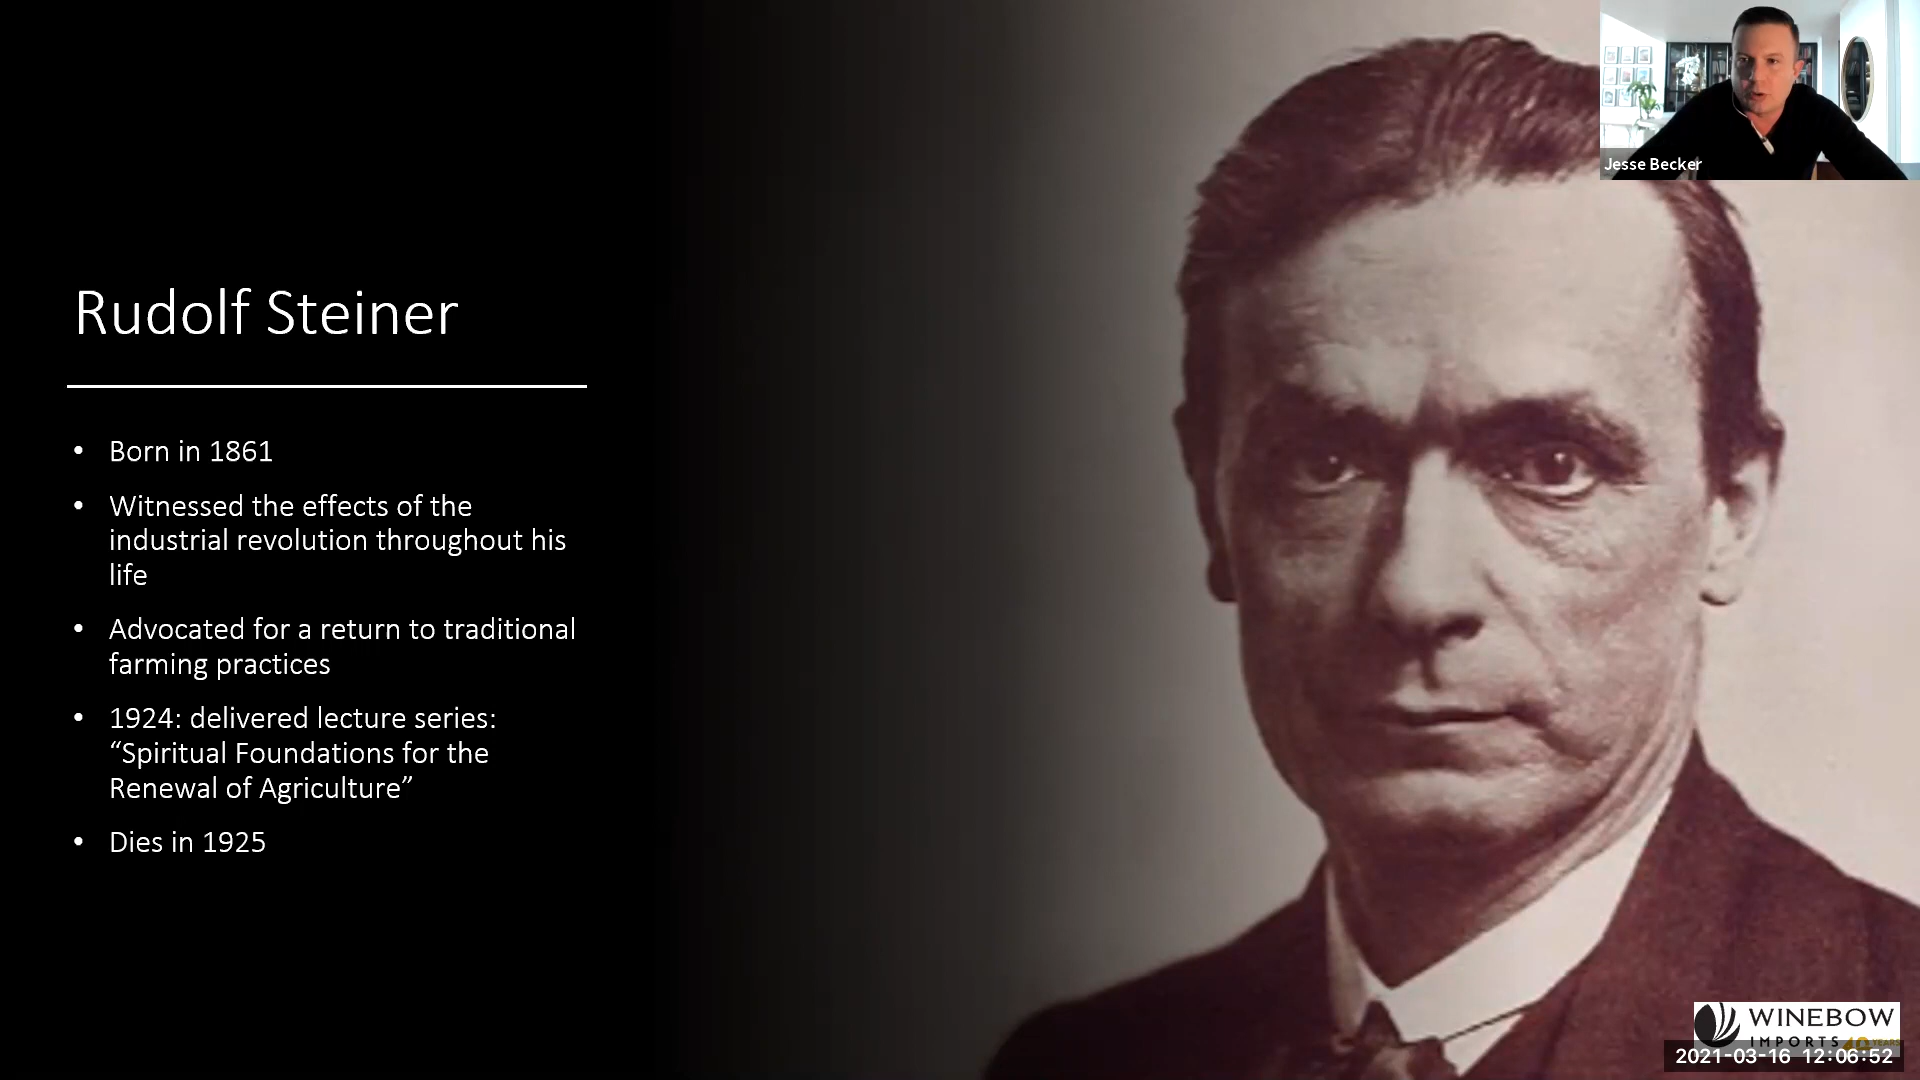 Rudolf Steiner
• Born in 1861
• Witnessed the effects of the
industrial revolution throughout his
life
• Advocated for a return to traditional
farming practices
• 1924: delivered lecture series:
“Spiritual Foundations for the
Renewal of Agriculture”
• Dies in 1925
Jesse Becker
WINEBOW
IMPORTS 40 YEARS
2021-03-16 12:06:52